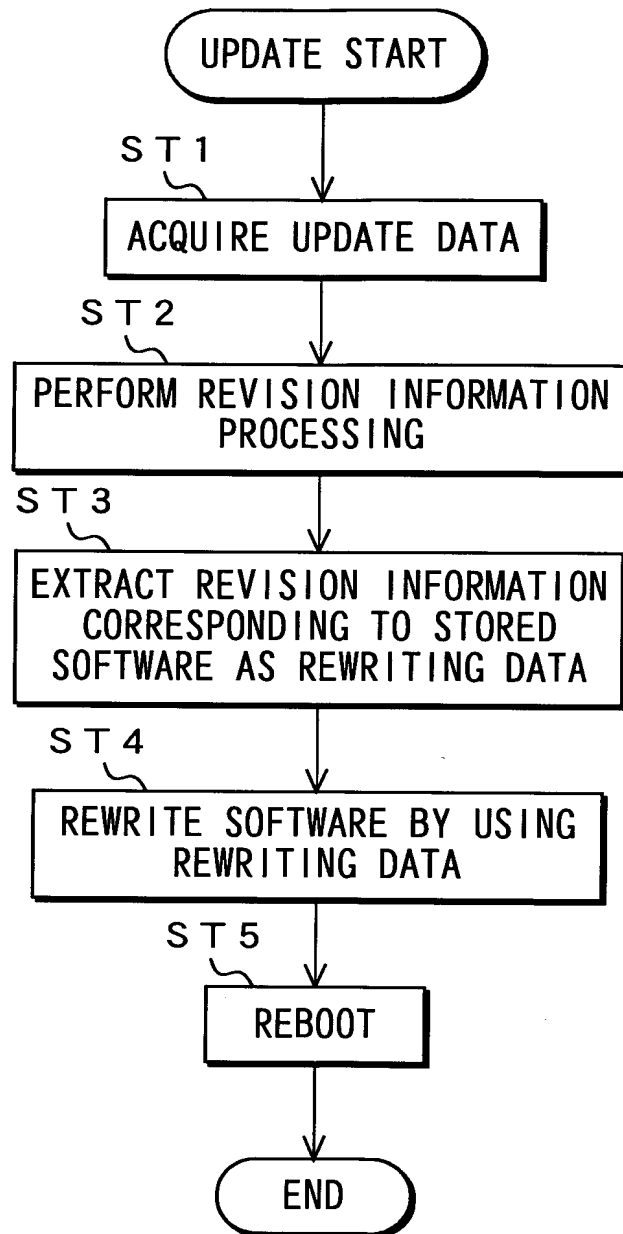 UPDATE START
ST1
ACQUIRE UPDATE DATA
ST2
PERFORM REVISION INFORMATION
PROCESSING
ST3
EXTRACT REVISION INFORMATION
CORRESPONDING TO STORED
SOFTWARE AS REWRITING DATA
ST4
REWRITE SOFTWARE BY USING
REWRITING DATA
ST5
REBOOT
END